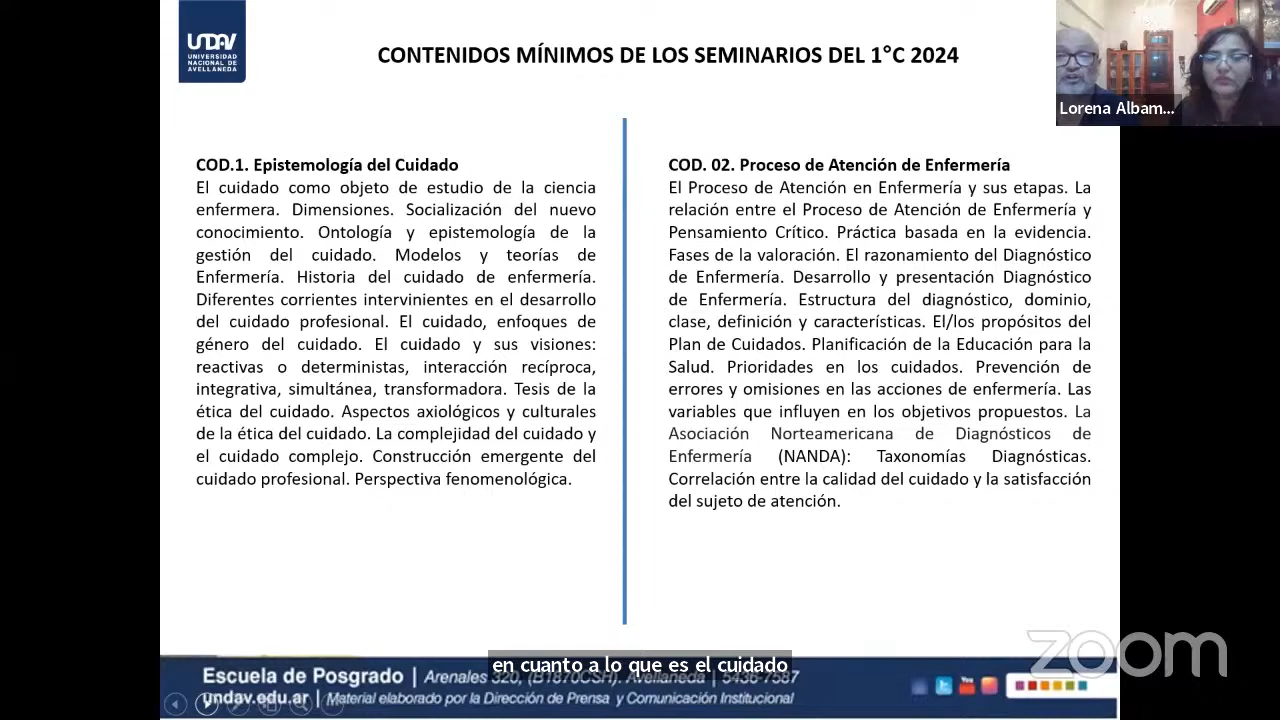 UNDAV
UNIVERSIDAD
NACIONAL DE
AVELLANEDA
CONTENIDOS MÍNIMOS DE LOS SEMINARIOS DEL 1°C 2024
Lorena Albam...
COD.1. Epistemología del Cuidado
El cuidado como objeto de estudio de la ciencia
enfermera. Dimensiones. Socialización del nuevo
conocimiento. Ontología y epistemología de la
gestión del cuidado. Modelos y teorías de
Enfermería. Historia del cuidado de enfermería.
Diferentes corrientes intervinientes en el desarrollo
del cuidado profesional. El cuidado, enfoques de
género del cuidado. El cuidado y sus visiones:
reactivas o deterministas, interacción recíproca,
integrativa, simultánea, transformadora. Tesis de la
ética del cuidado. Aspectos axiológicos y culturales
de la ética del cuidado. La complejidad del cuidado y
el cuidado complejo. Construcción emergente del
cuidado profesional. Perspectiva fenomenológica.
COD. 02. Proceso de Atención de Enfermería
El Proceso de Atención en Enfermería y sus etapas. La
relación entre el Proceso de Atención de Enfermería y
Pensamiento Crítico. Práctica basada en la evidencia.
Fases de la valoración. El razonamiento del Diagnóstico
de Enfermería. Desarrollo y presentación Diagnóstico
de Enfermería. Estructura del diagnóstico, dominio,
clase, definición y características. El/los propósitos del
Plan de Cuidados. Planificación de la Educación para la
Salud. Prioridades en los cuidados. Prevención de
errores y omisiones en las acciones de enfermería. Las
variables que influyen en los objetivos propuestos. La
Asociación Norteamericana de Diagnósticos de
Enfermería (NANDA): Taxonomías Diagnósticas.
Correlación entre la calidad del cuidado y la satisfacción
del sujeto de atención.
zoom
en cuanto a lo que es el cuidado
Escuela de Posgrado | Arenales 320, (B1870CSH). Avellaneda | 5436-7587
undav.edu.ar | Material elaborado por la Dirección de Prensa y Comunicación Institucional
You